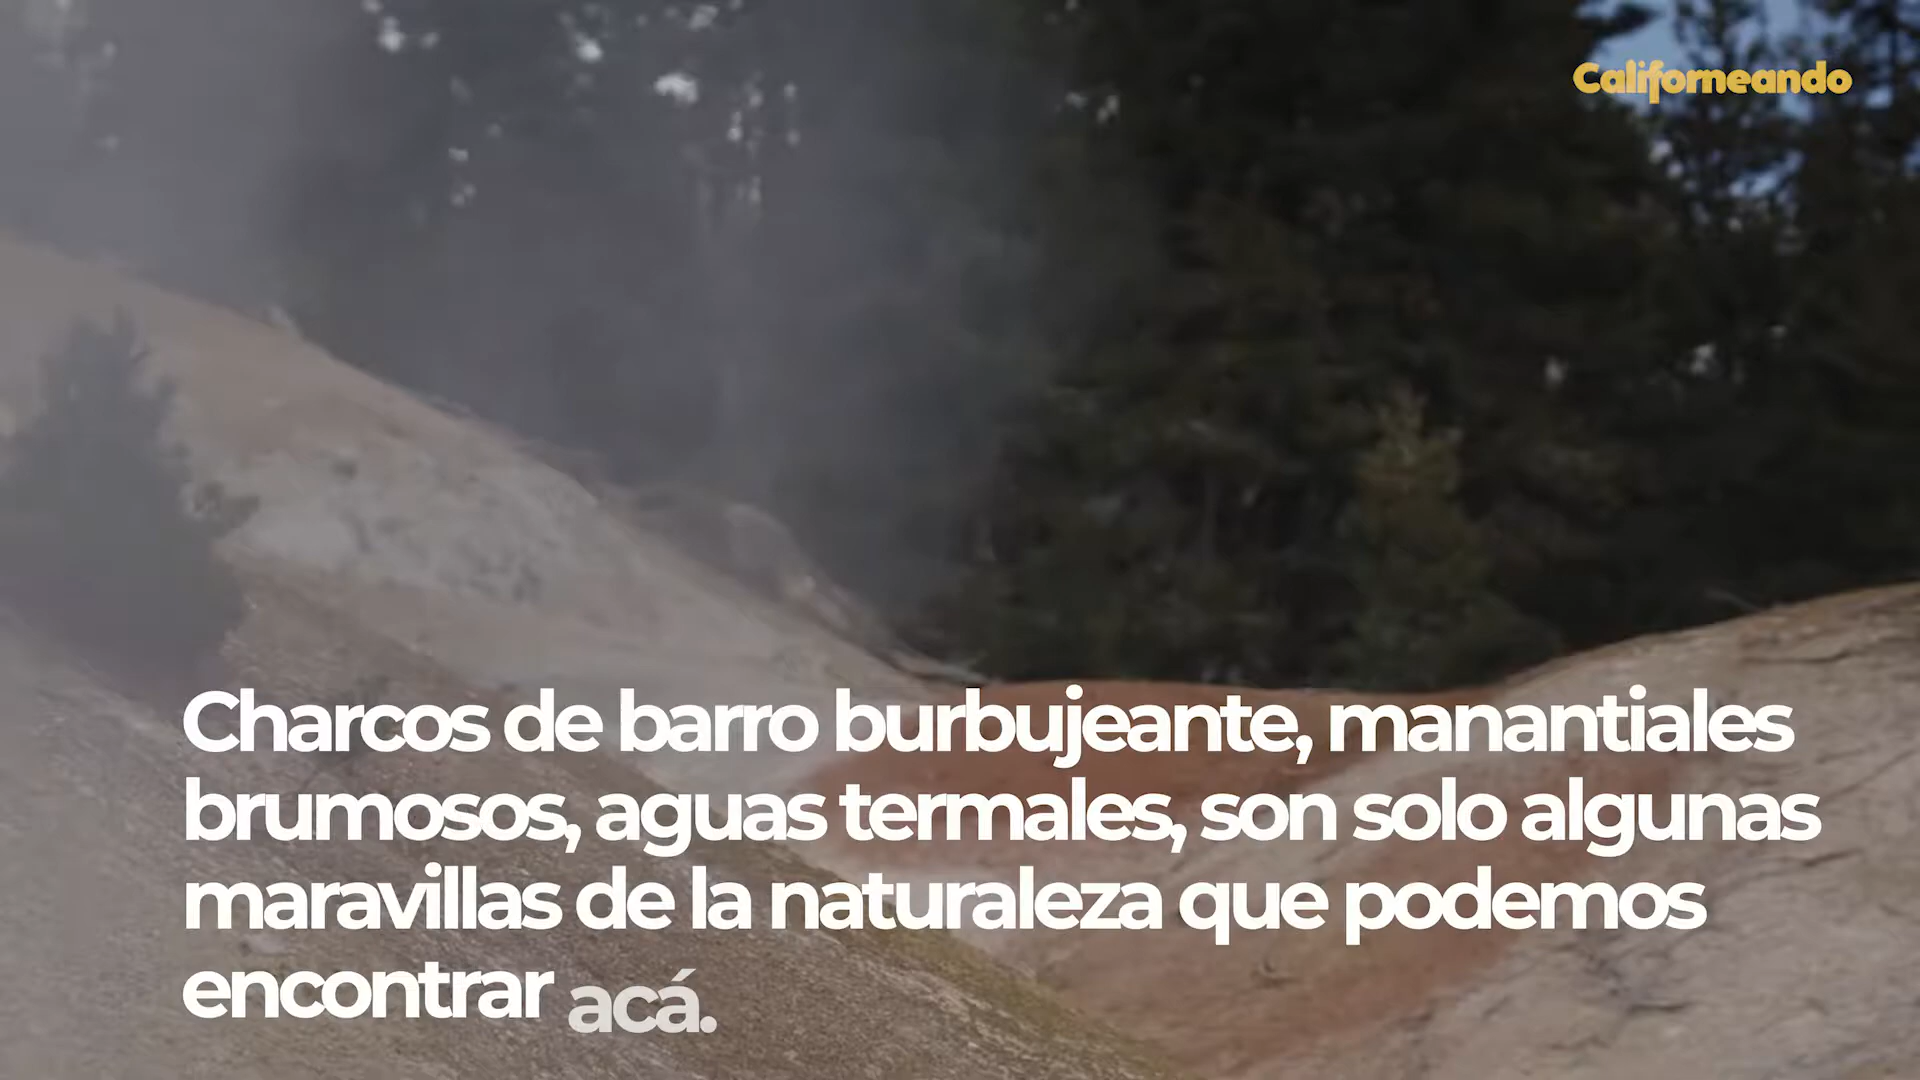 Californeando
Charcos de barro burbujeante, manantiales
brumosos, aguas termales, son solo algunas
maravillas de la naturaleza que podemos
encontrar acá.